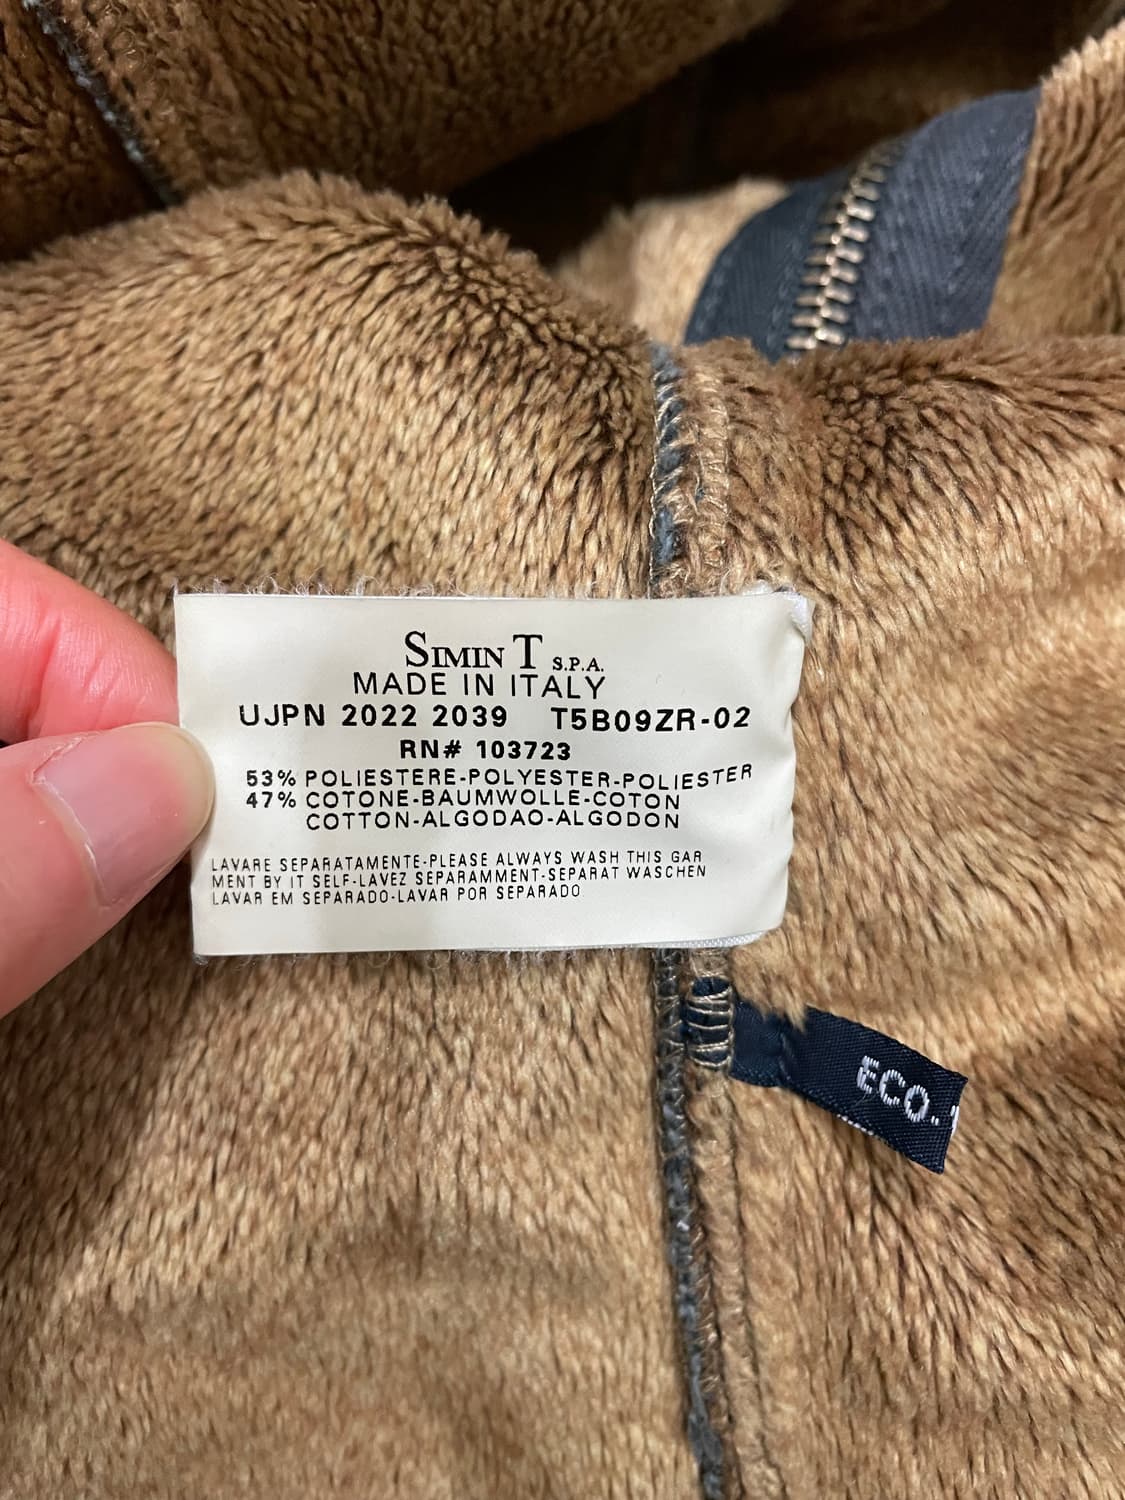 SIMIN T S.P.A.
MADE IN ITALY
UJPN 2022 2039 T5B09ZR-02
RN# 103723
53% POLIESTERE-POLYESTER-POLIESTER
47% COTONE-BAUMWOLLE-COTON
COTTON-ALGODAO-ALGODON
LAVARE SEPARATAMENTE-PLEASE ALWAYS WASH THIS GAR
MENT BY IT SELF-LAVEZ SEPARAMMENT-SEPARAT WASCHEN
LAVAR EM SEPARADO-LAVAR POR SEPARADO
ECO.